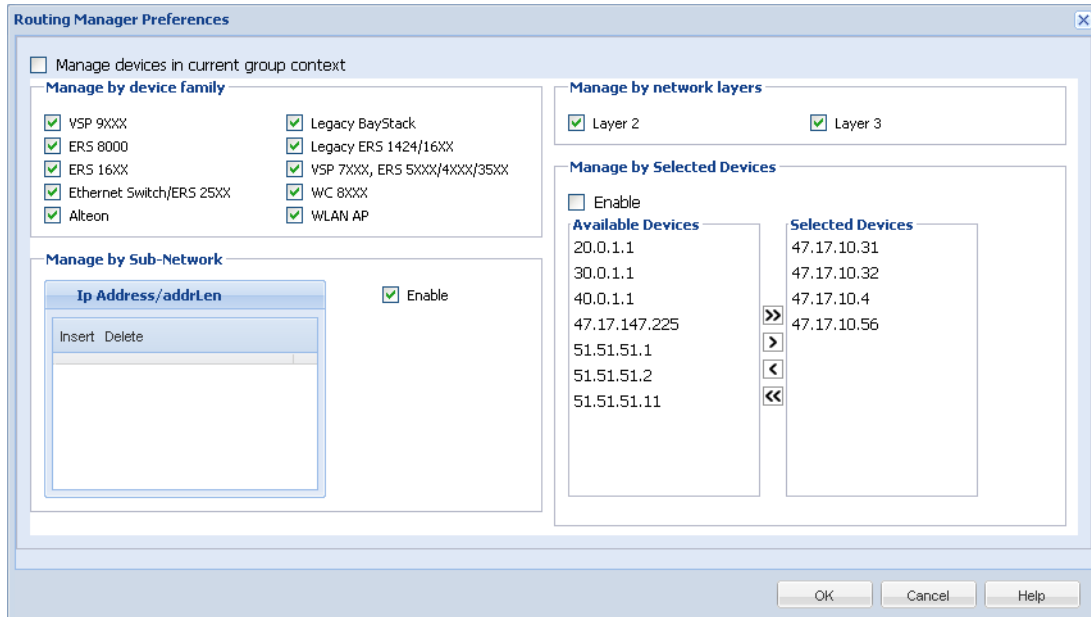 Routing Manager Preferences
Manage devices in current group context
Manage by device family
VSP 9XXX
Legacy BayStack
ERS 8000
Legacy ERS 1424/16XX
ERS 16XX
VSP 7XXX, ERS 5XXX/4XXX/35XX
Ethernet Switch/ERS 25XX
WC 8XXX
Alteon
WLAN AP
Manage by Sub-Network
Ip Address/addrLen
Enable
Insert Delete
Manage by network layers
Layer 2
Layer 3
Manage by Selected Devices
Enable
Available Devices
20.0.1.1
30.0.1.1
40.0.1.1
47.17.147.225
51.51.51.1
51.51.51.2
51.51.51.11
>>
>
<
<<
Selected Devices
47.17.10.31
47.17.10.32
47.17.10.4
47.17.10.56
OK
Cancel
Help